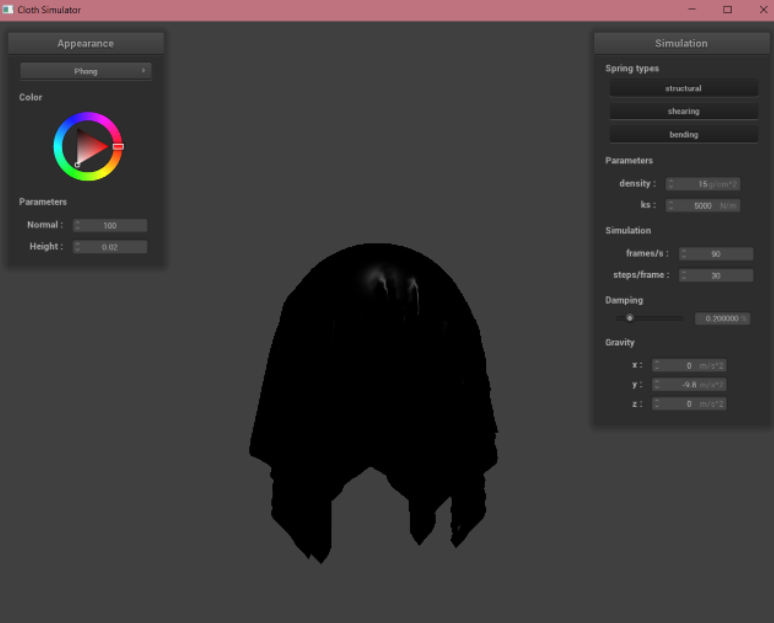 Cloth Simulator
Appearance
Phong
Color
Parameters
Normal : 100
Height : 0.02
Simulation
Spring types
structural
shearing
bending
Parameters
density : 15 g/cm^2
ks : 5000 N/m
Simulation
frames/s : 90
steps/frame : 30
Damping
0.200000 %
Gravity
x : 0 m/s^2
y : -9.8 m/s^2
z : 0 m/s^2